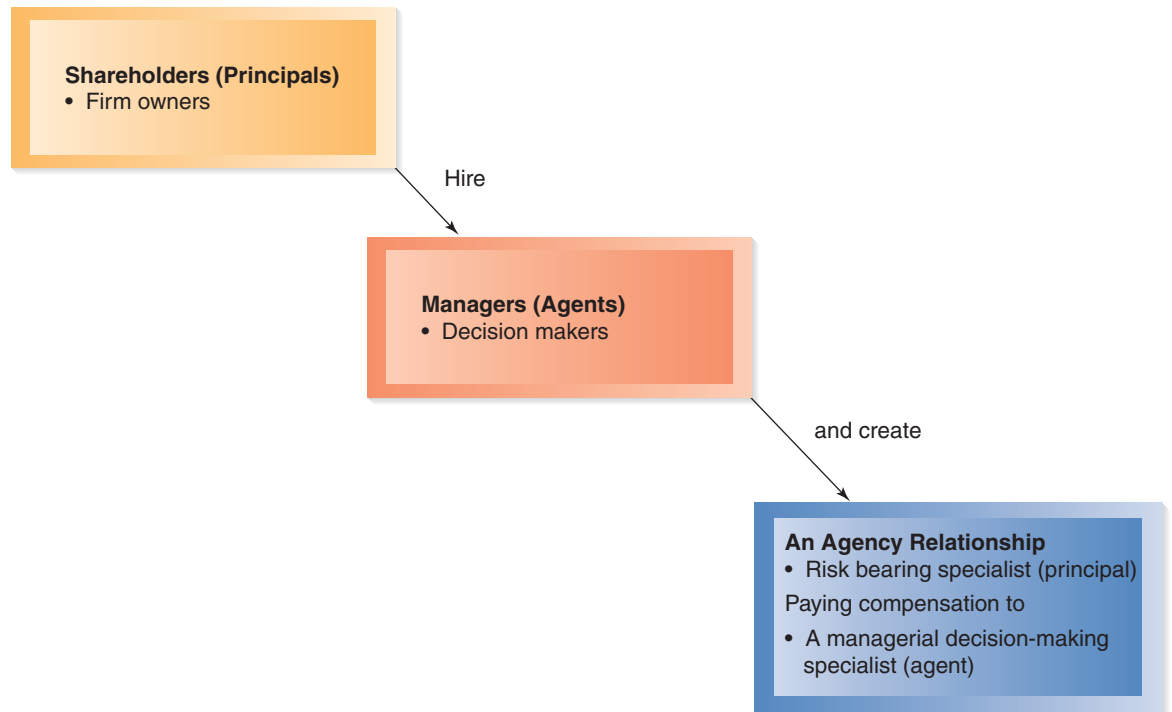 Shareholders (Principals)
• Firm owners
Hire
Managers (Agents)
• Decision makers
and create
An Agency Relationship
• Risk bearing specialist (principal)
Paying compensation to
• A managerial decision-making
specialist (agent)